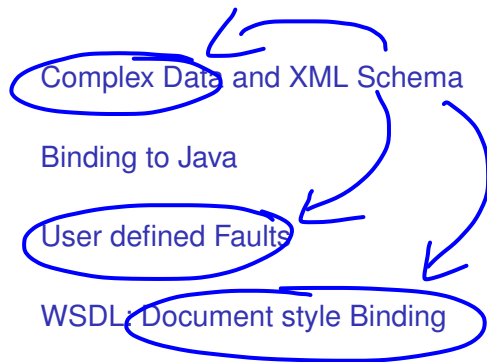 Complex Data and XML Schema
Binding to Java
User defined Faults
WSDL: Document style Binding